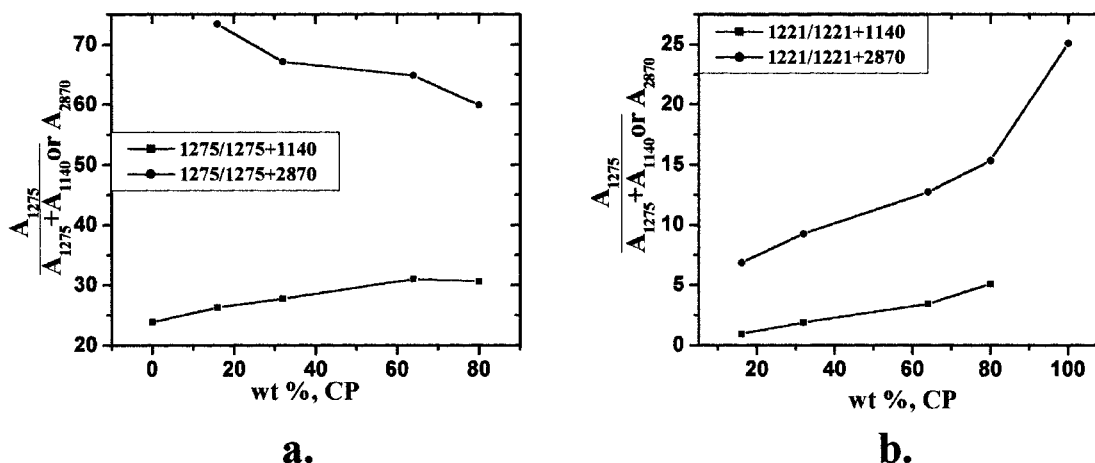 70
60
50
40
30
20
A1275
A1275+A1140 or A2870
1275/1275+1140
1275/1275+2870
0 20 40 60 80
wt %, CP
a.
25
20
15
10
5
0
A1275
A1275+A1140 or A2870
1221/1221+1140
1221/1221+2870
20 40 60 80 100
wt %, CP
b.